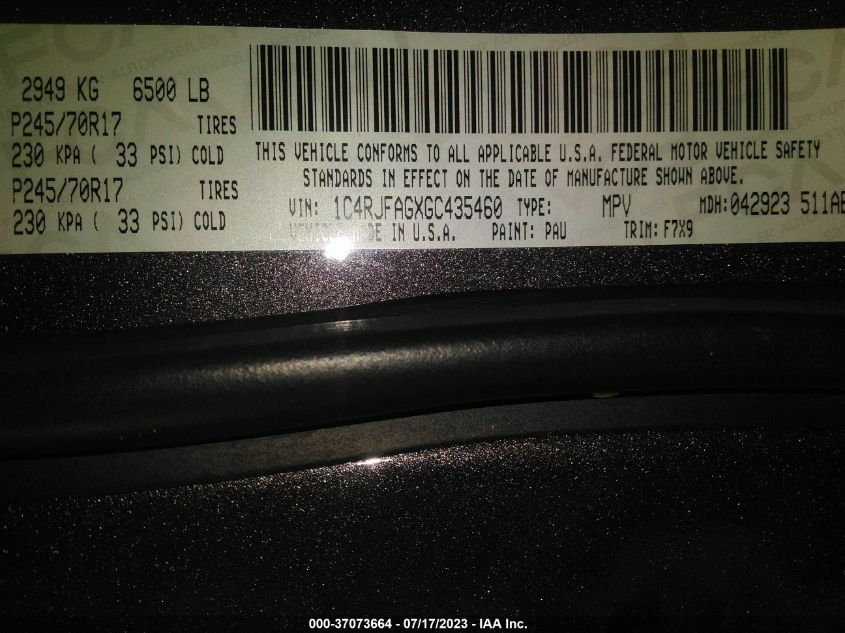 2949 KG 6500 LB
P245/70R17 TIRES
230 KPA ( 33 PSI) COLD
P245/70R17 TIRES
230 KPA ( 33 PSI) COLD
THIS VEHICLE CONFORMS TO ALL APPLICABLE U.S.A. FEDERAL MOTOR VEHICLE SAFETY
STANDARDS IN EFFECT ON THE DATE OF MANUFACTURE SHOWN ABOVE.
VIN: 1C4RJFAGXGC435460 TYPE: MPV MDH: 042923 511AE
VEHICLE MADE IN U.S.A. PAINT: PAU TRIM: F7X9
000-37073664 - 07/17/2023 - IAA Inc.